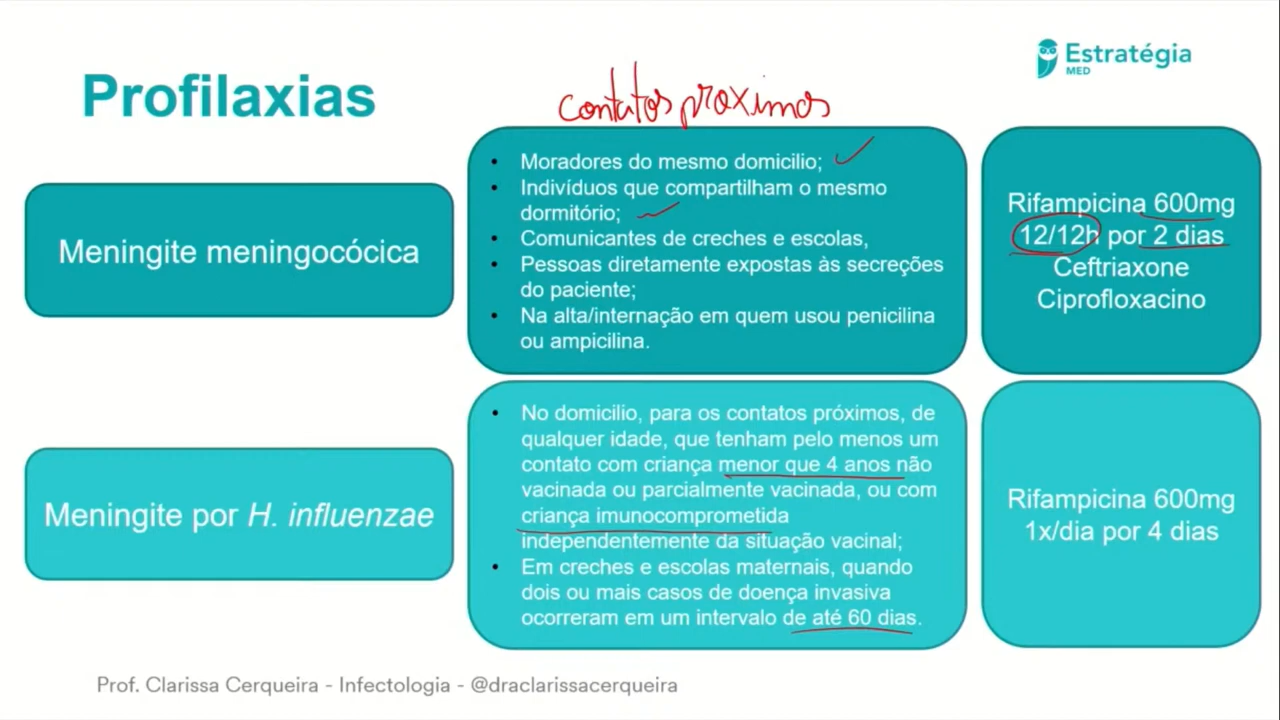 Estratégia
MED
Profilaxias
contatos proximos
Meningite meningocócica
• Moradores do mesmo domicilio;
• Indivíduos que compartilham o mesmo
dormitório;
• Comunicantes de creches e escolas,
• Pessoas diretamente expostas às secreções
do paciente;
• Na alta/internação em quem usou penicilina
ou ampicilina.
Rifampicina 600mg
12/12h por 2 dias
Ceftriaxone
Ciprofloxacino
Meningite por H. influenzae
• No domicilio, para os contatos próximos, de
qualquer idade, que tenham pelo menos um
contato com criança menor que 4 anos não
vacinada ou parcialmente vacinada, ou com
criança imunocomprometida
independentemente da situação vacinal;
• Em creches e escolas maternais, quando
dois ou mais casos de doença invasiva
ocorreram em um intervalo de até 60 dias.
Rifampicina 600mg
1x/dia por 4 dias
Prof. Clarissa Cerqueira - Infectologia - @draclarissacerqueira